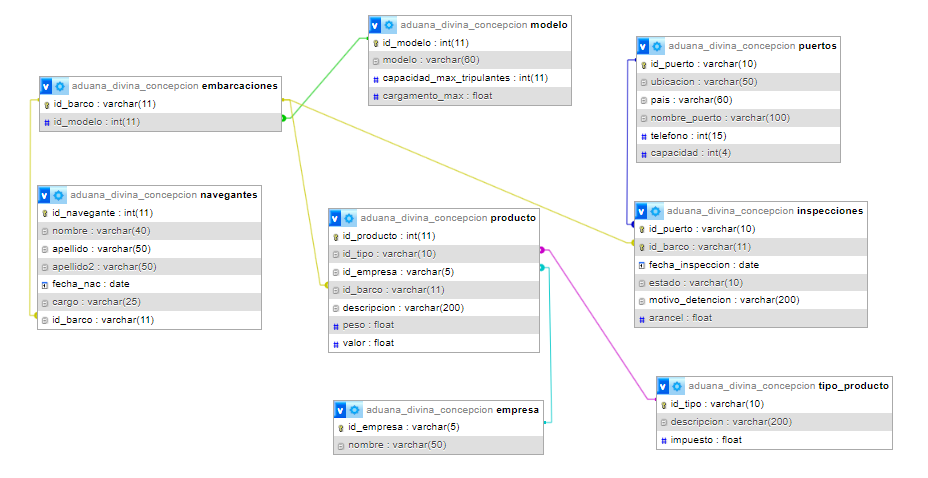 aduana_divina_concepcion modelo
id_modelo : int(11)
modelo : varchar(60)
capacidad_max_tripulantes : int(11)
cargamento_max : float
aduana_divina_concepcion puertos
id_puerto : varchar(10)
ubicacion : varchar(50)
pais : varchar(60)
nombre_puerto : varchar(100)
telefono : int(15)
capacidad : int(4)
aduana_divina_concepcion embarcaciones
id_barco : varchar(11)
id_modelo : int(11)
aduana_divina_concepcion navegantes
id_navegante : int(11)
nombre : varchar(40)
apellido : varchar(50)
apellido2 : varchar(50)
fecha_nac : date
cargo : varchar(25)
id_barco : varchar(11)
aduana_divina_concepcion producto
id_producto : int(11)
id_tipo : varchar(10)
id_empresa : varchar(5)
id_barco : varchar(11)
descripcion : varchar(200)
peso : float
valor : float
aduana_divina_concepcion inspecciones
id_puerto : varchar(10)
id_barco : varchar(11)
fecha_inspeccion : date
estado : varchar(10)
motivo_detencion : varchar(200)
arancel : float
aduana_divina_concepcion empresa
id_empresa : varchar(5)
nombre : varchar(50)
aduana_divina_concepcion tipo_producto
id_tipo : varchar(10)
descripcion : varchar(200)
impuesto : float